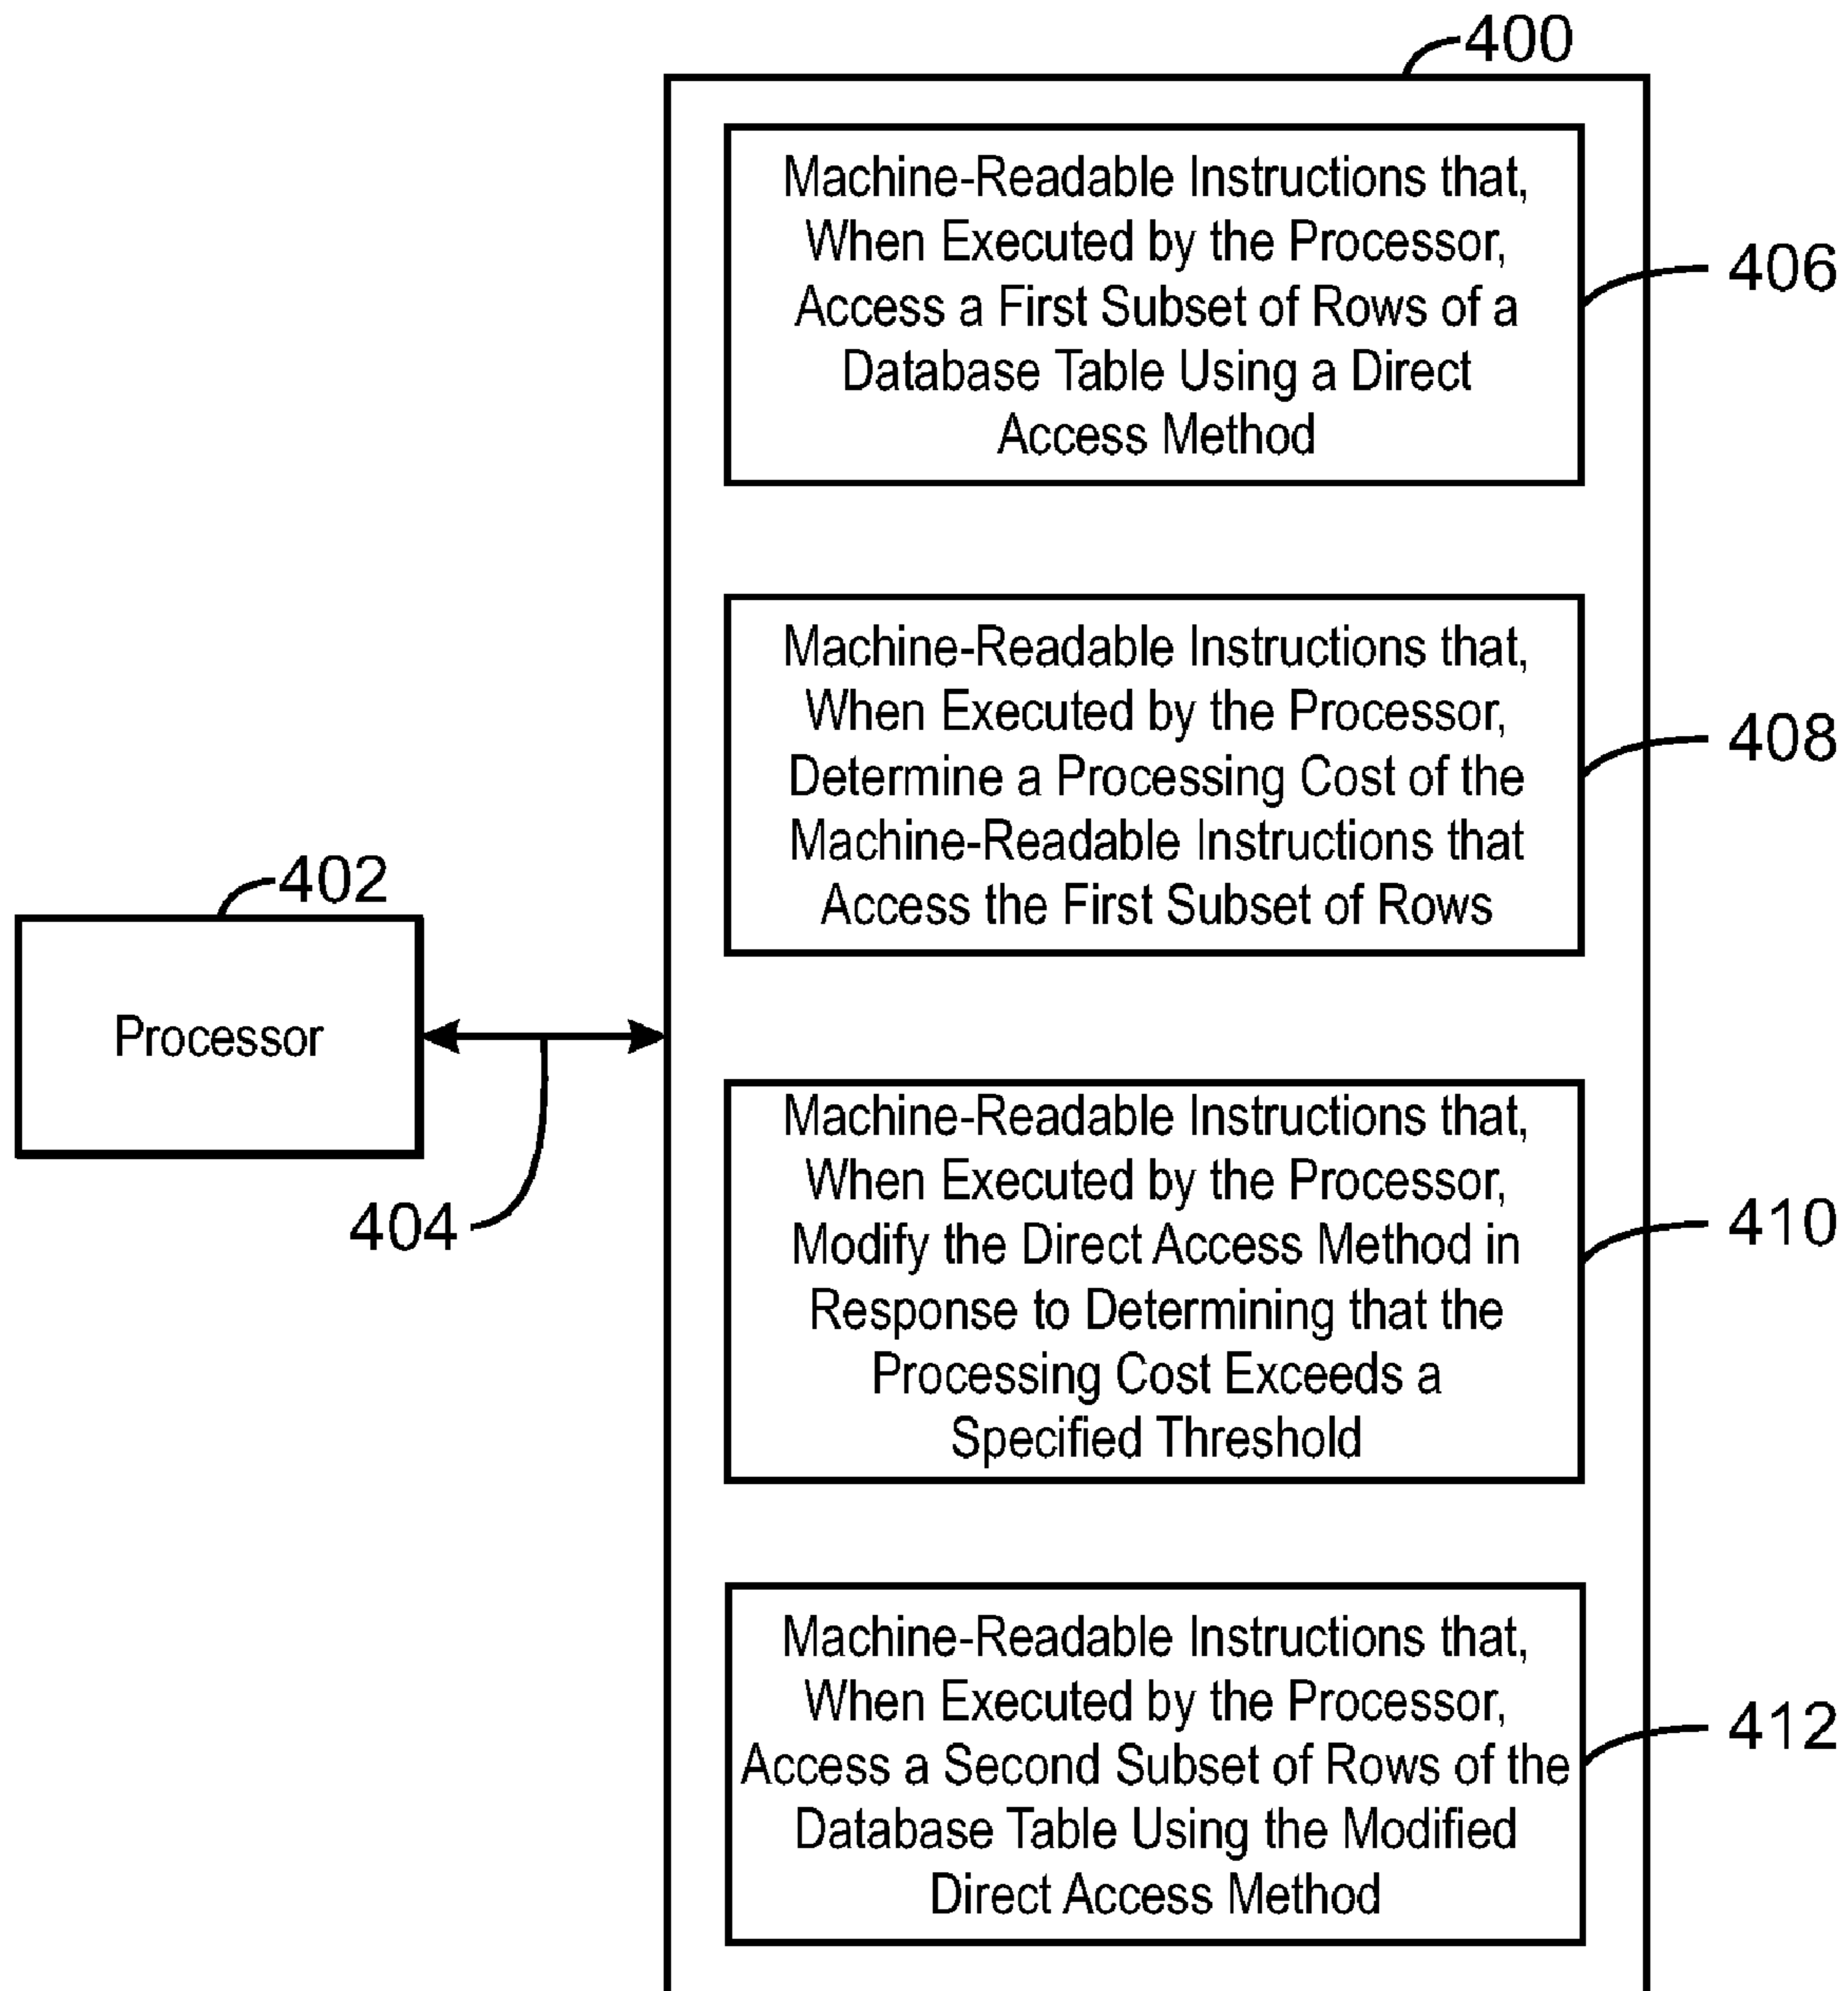 400
Machine-Readable Instructions that,
When Executed by the Processor,
Access a First Subset of Rows of a
Database Table Using a Direct
Access Method
406
Machine-Readable Instructions that,
When Executed by the Processor,
Determine a Processing Cost of the
Machine-Readable Instructions that
Access the First Subset of Rows
408
402
Processor
404
Machine-Readable Instructions that,
When Executed by the Processor,
Modify the Direct Access Method in
Response to Determining that the
Processing Cost Exceeds a
Specified Threshold
410
Machine-Readable Instructions that,
When Executed by the Processor,
Access a Second Subset of Rows of the
Database Table Using the Modified
Direct Access Method
412